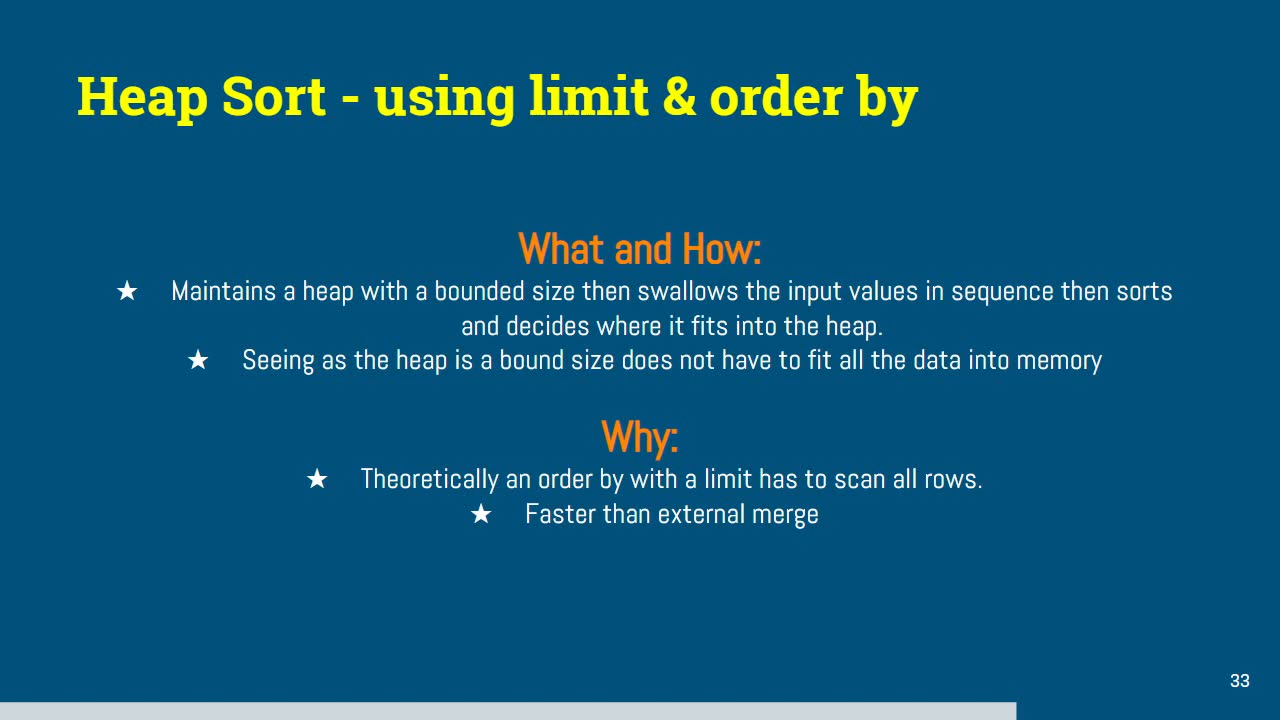 Heap Sort - using limit & order by
What and How:
★ Maintains a heap with a bounded size then swallows the input values in sequence then sorts
and decides where it fits into the heap.
★ Seeing as the heap is a bound size does not have to fit all the data into memory
Why:
★ Theoretically an order by with a limit has to scan all rows.
★ Faster than external merge
33